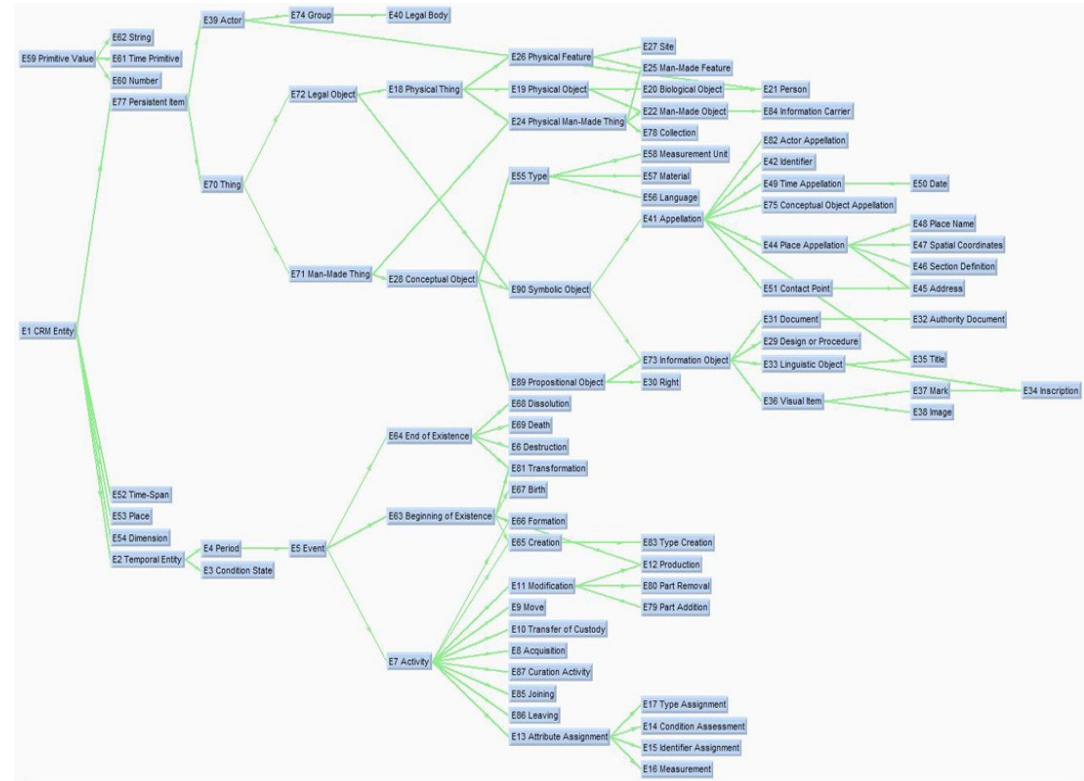 E59 Primitive Value
E62 String
E61 Time Primitive
E60 Number
E1 CRM Entity
E77 Persistent Item
E52 Time-Span
E53 Place
E54 Dimension
E2 Temporal Entity
E39 Actor
E70 Thing
E4 Period
E3 Condition State
E74 Group
E72 Legal Object
E71 Man-Made Thing
E5 Event
E40 Legal Body
E18 Physical Thing
E28 Conceptual Object
E64 End of Existence
E63 Beginning of Existence
E7 Activity
E26 Physical Feature
E19 Physical Object
E24 Physical Man-Made Thing
E55 Type
E90 Symbolic Object
E89 Propositional Object
E68 Dissolution
E69 Death
E6 Destruction
E81 Transformation
E67 Birth
E66 Formation
E65 Creation
E11 Modification
E9 Move
E10 Transfer of Custody
E8 Acquisition
E87 Curation Activity
E85 Joining
E86 Leaving
E13 Attribute Assignment
E27 Site
E25 Man-Made Feature
E20 Biological Object
E22 Man-Made Object
E78 Collection
E58 Measurement Unit
E57 Material
E56 Language
E41 Appellation
E73 Information Object
E30 Right
E83 Type Creation
E12 Production
E80 Part Removal
E79 Part Addition
E17 Type Assignment
E14 Condition Assessment
E15 Identifier Assignment
E16 Measurement
E21 Person
E84 Information Carrier
E82 Actor Appellation
E42 Identifier
E49 Time Appellation
E75 Conceptual Object Appellation
E44 Place Appellation
E51 Contact Point
E31 Document
E29 Design or Procedure
E33 Linguistic Object
E36 Visual Item
E50 Date
E48 Place Name
E47 Spatial Coordinates
E46 Section Definition
E45 Address
E32 Authority Document
E35 Title
E37 Mark
E38 Image
E34 Inscription